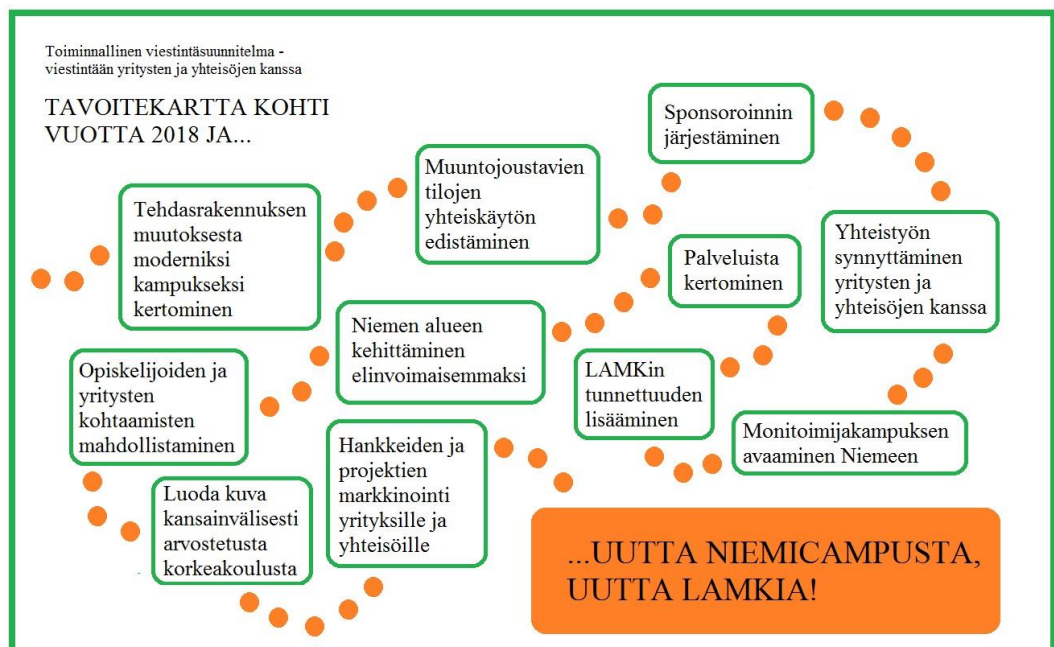 Toiminnallinen viestintäsuunnitelma -
viestintään yritysten ja yhteisöjen kanssa
TAVOITEKARTTA KOHTI
VUOTTA 2018 JA...
Tehdasrakennuksen
muutoksesta
moderniksi
kampukseksi
kertominen
Muuntojoustavien
tilojen
yhteiskäytön
edistäminen
Sponsoroinnin
järjestäminen
Yhteistyön
synnyttäminen
yritysten ja
yhteisöjen kanssa
Monitoimijakampuksen
avaaminen Niemeen
LAMKin
tunnettuuden
lisääminen
Palveluista
kertominen
Niemen alueen
kehittäminen
elinvoimaisemmaksi
Opiskelijoiden ja
yritysten
kohtaamisten
mahdollistaminen
Luoda kuva
kansainvälisesti
arvostetusta
korkeakoulusta
Hankkeiden ja
projektien
markkinointi
yrityksille ja
yhteisöille
...UUTTA NIEMICAMPUSTA,
UUTTA LAMKIA!